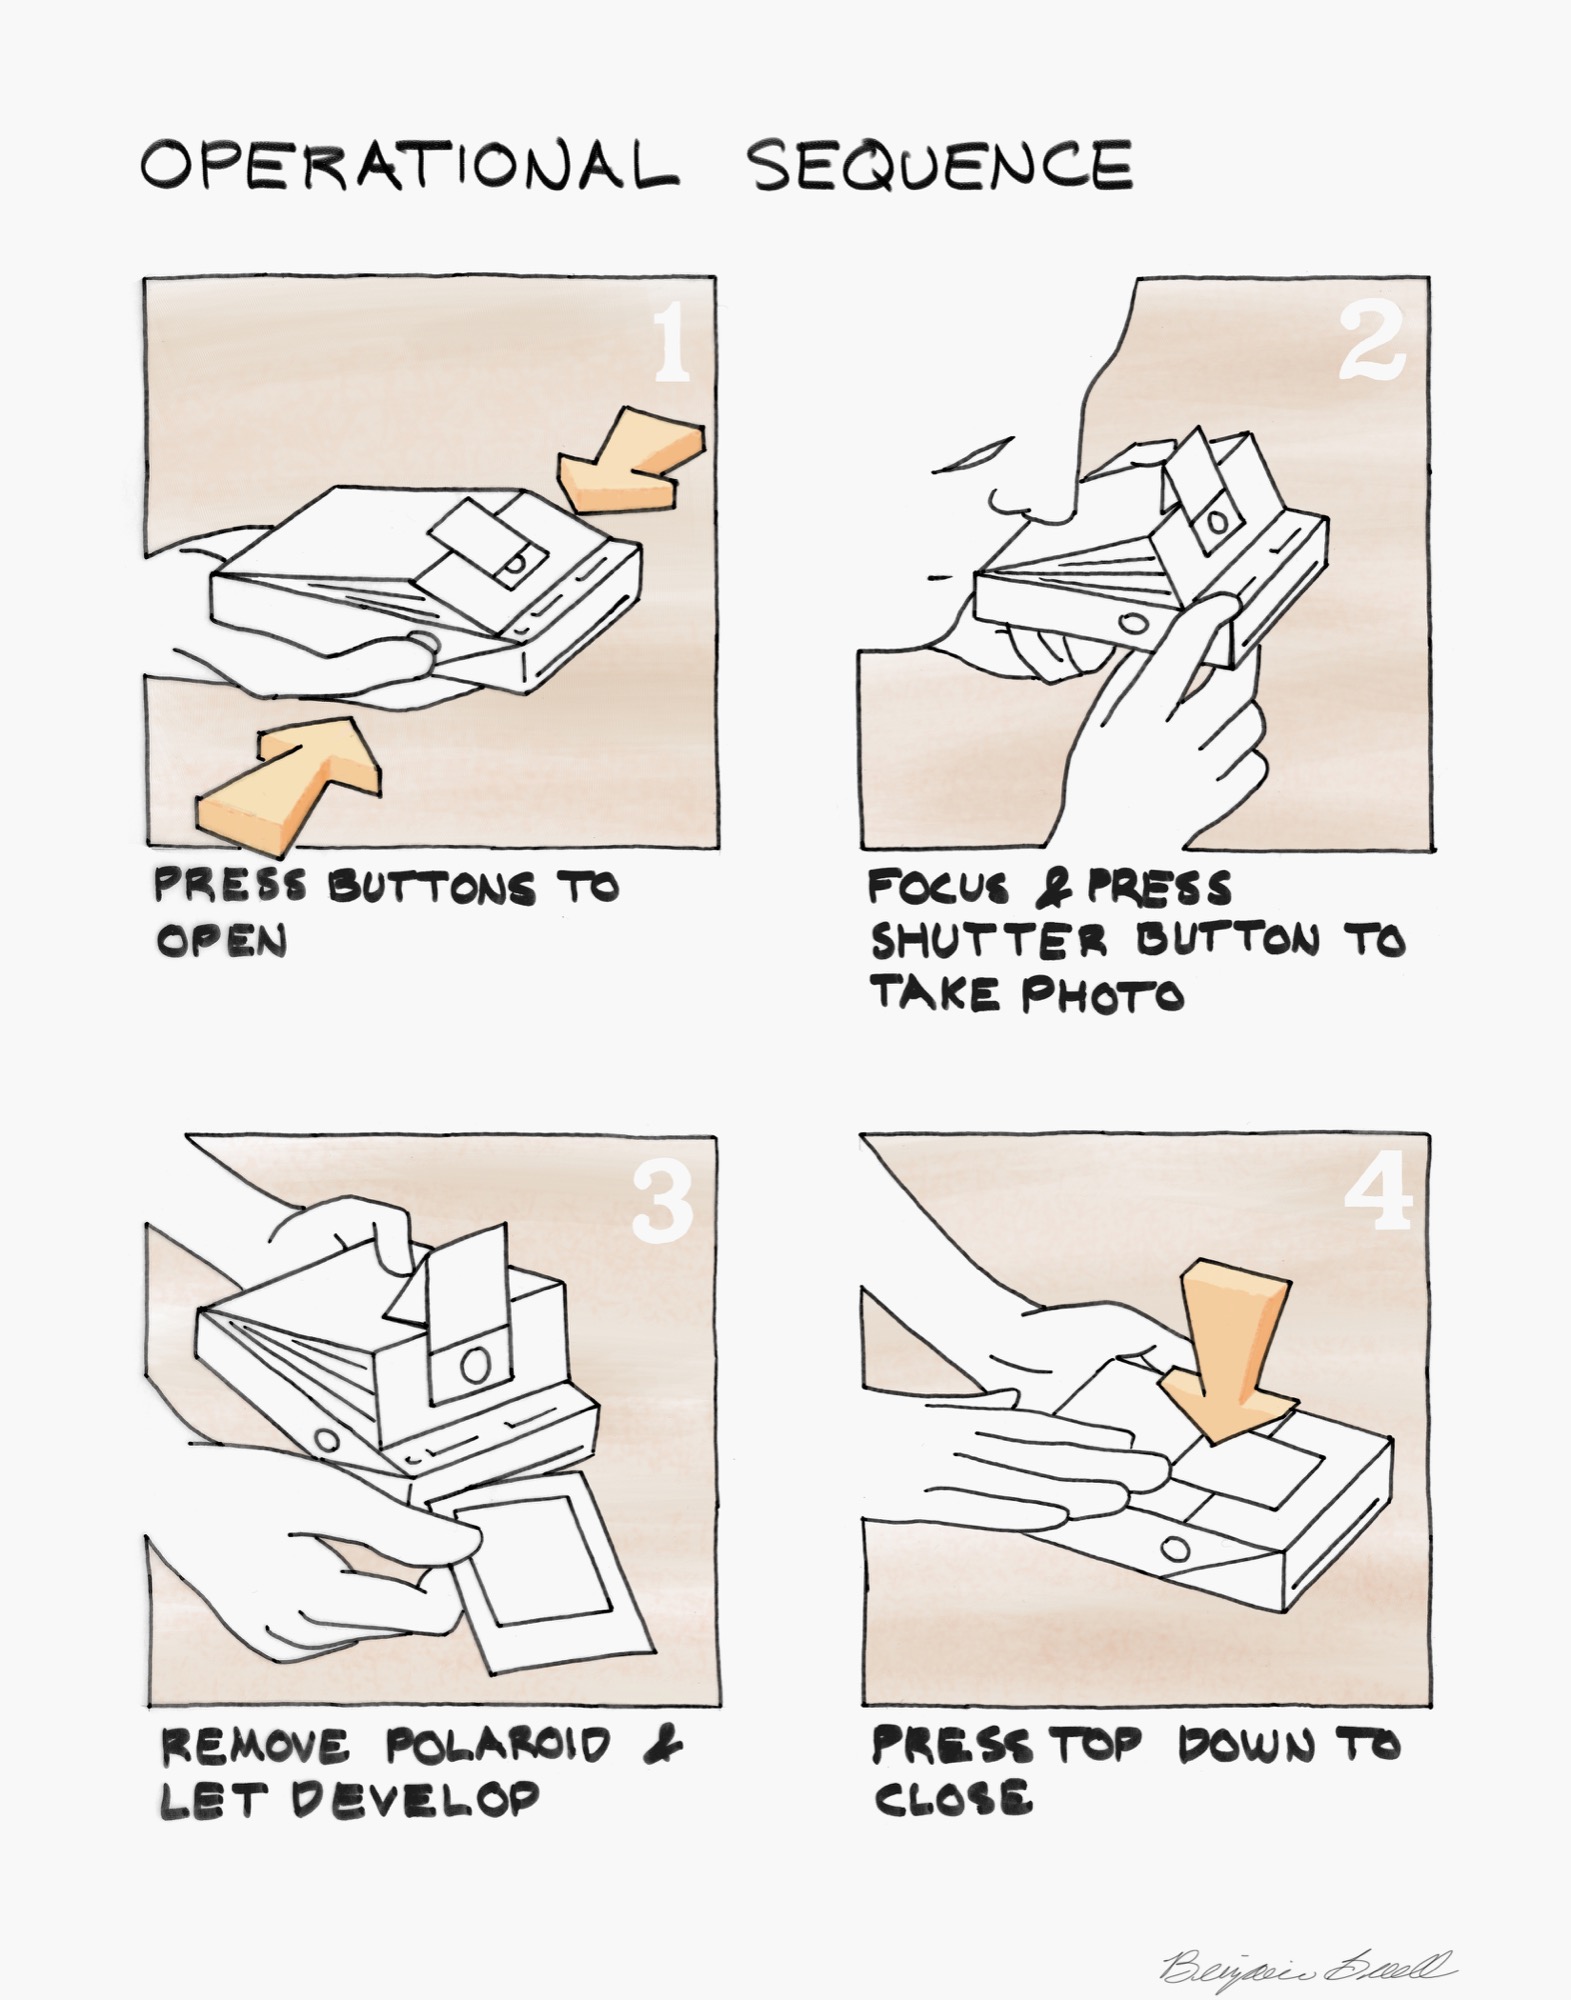 OPERATIONAL SEQUENCE
1
PRESS BUTTONS TO
OPEN
2
FOCUS & PRESS
SHUTTER BUTTON TO
TAKE PHOTO
3
REMOVE POLAROID &
LET DEVELOP
4
PRESS TOP DOWN TO
CLOSE
Benjamin